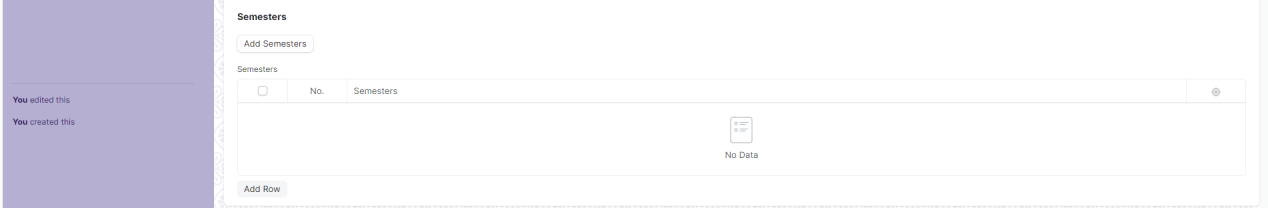 Semesters
Add Semesters
Semesters
No. Semesters
No Data
Add Row
You edited this
You created this